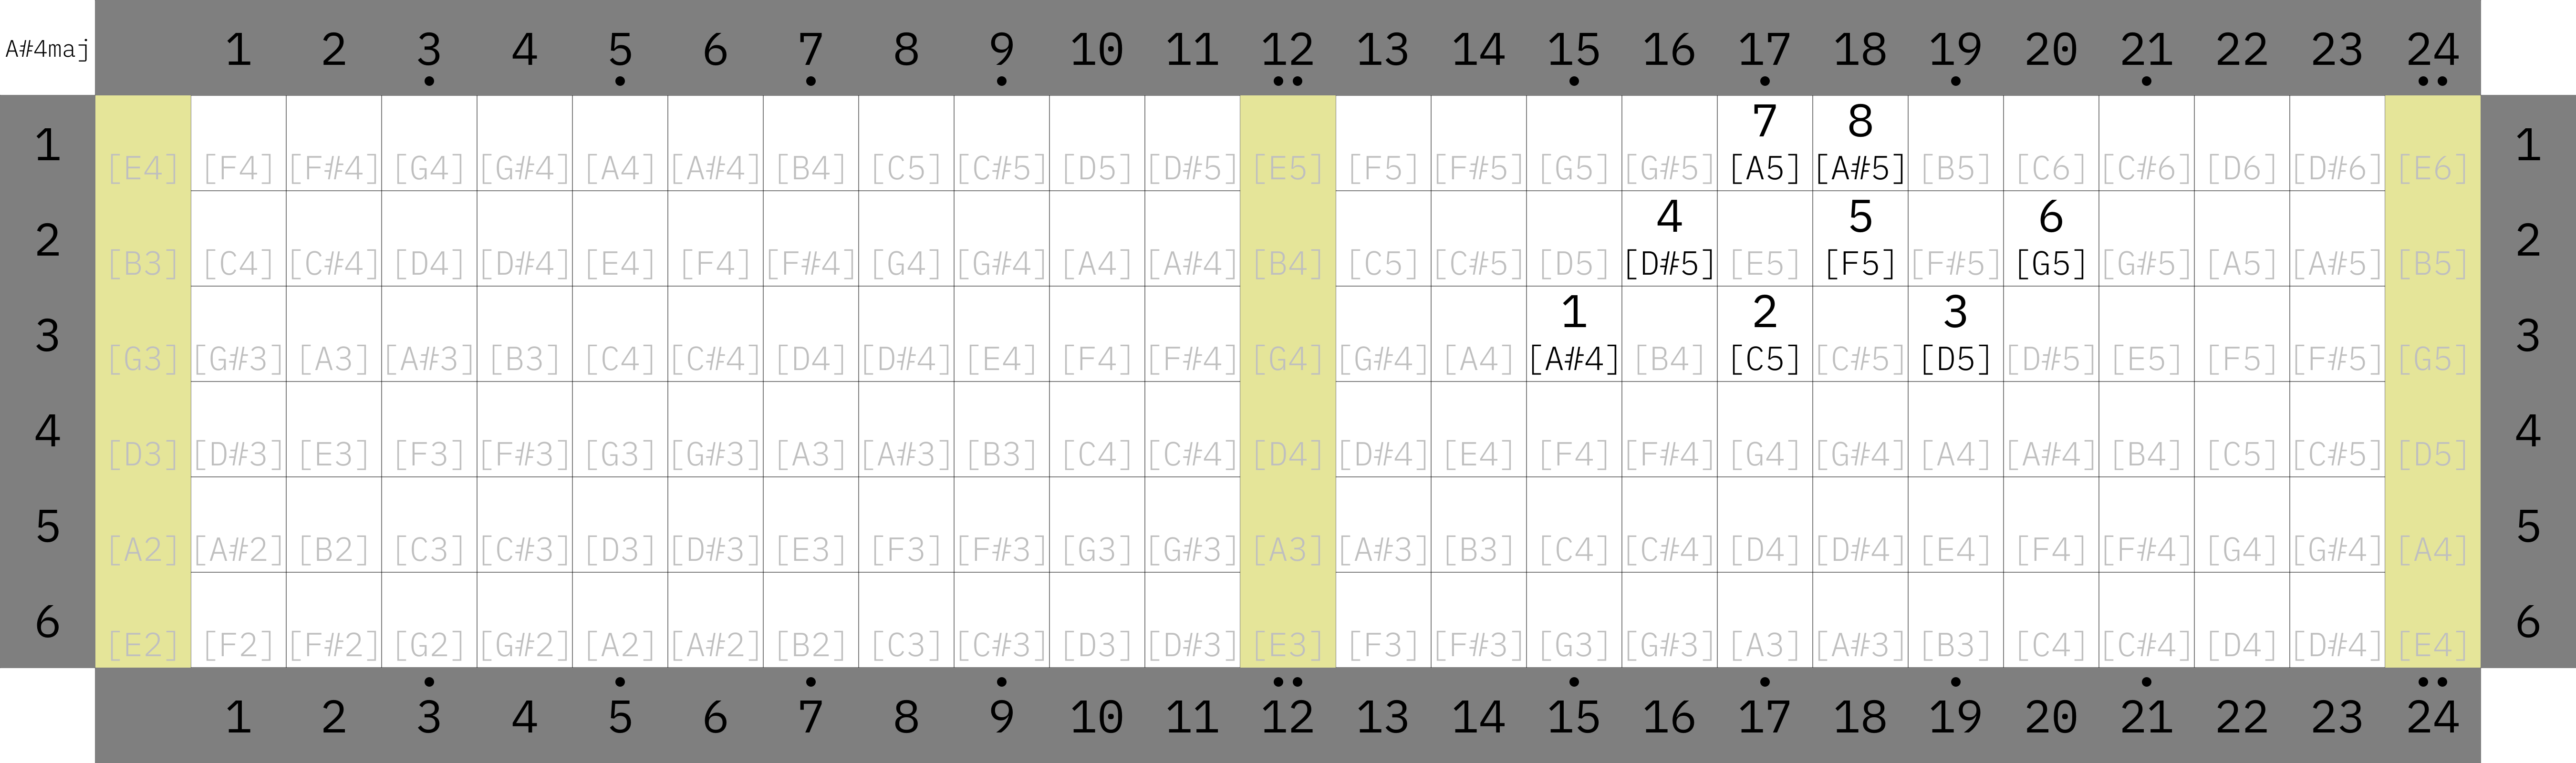 A#4maj 1 2 3 4 5 6 7 8 9 10 11 12 13 14 15 16 17 18 19 20 21 22 23 24
7 8
1 [E4] [F4] [F#4] [G4] [G#4] [A4] [A#4] [B4] [C5] [C#5] [D5] [D#5] [E5] [F5] [F#5] [G5] [G#5] [A5] [A#5] [B5] [C6] [C#6] [D6] [D#6] [E6] 1
4 5 6
2 [B3] [C4] [C#4] [D4] [D#4] [E4] [F4] [F#4] [G4] [G#4] [A4] [A#4] [B4] [C5] [C#5] [D5] [D#5] [E5] [F5] [F#5] [G5] [G#5] [A5] [A#5] [B5] 2
1 2 3
3 [G3] [G#3] [A3] [A#3] [B3] [C4] [C#4] [D4] [D#4] [E4] [F4] [F#4] [G4] [G#4] [A4] [A#4] [B4] [C5] [C#5] [D5] [D#5] [E5] [F5] [F#5] [G5] 3
4 [D3] [D#3] [E3] [F3] [F#3] [G3] [G#3] [A3] [A#3] [B3] [C4] [C#4] [D4] [D#4] [E4] [F4] [F#4] [G4] [G#4] [A4] [A#4] [B4] [C5] [C#5] [D5] 4
5 [A2] [A#2] [B2] [C3] [C#3] [D3] [D#3] [E3] [F3] [F#3] [G3] [G#3] [A3] [A#3] [B3] [C4] [C#4] [D4] [D#4] [E4] [F4] [F#4] [G4] [G#4] [A4] 5
6 [E2] [F2] [F#2] [G2] [G#2] [A2] [A#2] [B2] [C3] [C#3] [D3] [D#3] [E3] [F3] [F#3] [G3] [G#3] [A3] [A#3] [B3] [C4] [C#4] [D4] [D#4] [E4] 6
1 2 3 4 5 6 7 8 9 10 11 12 13 14 15 16 17 18 19 20 21 22 23 24